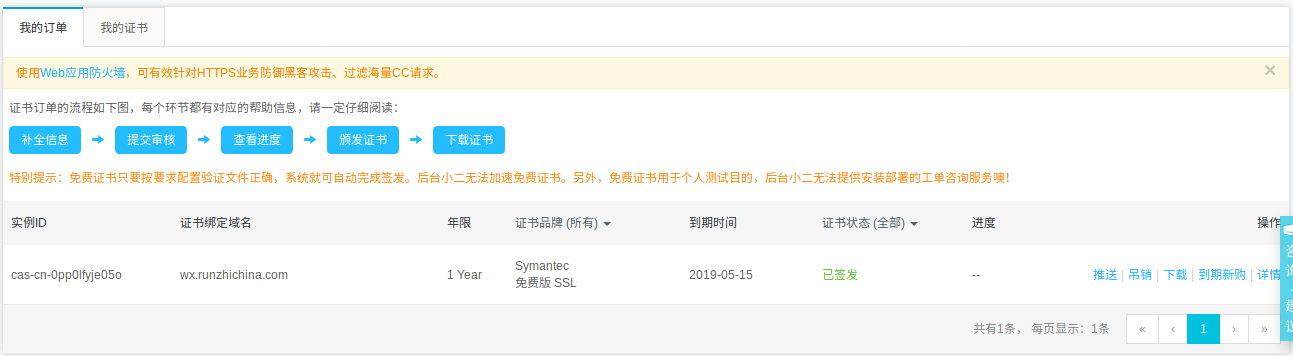 我的订单 我的证书
使用Web应用防火墙，可有效针对HTTPS业务防御黑客攻击、过滤海量CC请求。 ×
证书订单的流程如下图，每个环节都有对应的帮助信息，请一定仔细阅读：
补全信息 提交审核 查看进度 颁发证书 下载证书
特别提示：免费证书只要按要求配置验证文件正确，系统就可自动完成签发。后台小二无法加速免费证书。另外，免费证书用于个人测试目的，后台小二无法提供安装部署的工单咨询服务噢！
实例ID 证书绑定域名 年限 证书品牌 (所有) 到期时间 证书状态 (全部) 进度 操作
cas-cn-0pp0lfyje05o wx.runzhichina.com 1 Year Symantec 2019-05-15 已签发 -- 推送 | 吊销 | 下载 | 到期新购 | 详情
免费版 SSL
共有1条， 每页显示：1条 « ‹ 1 › »
咨询·建议